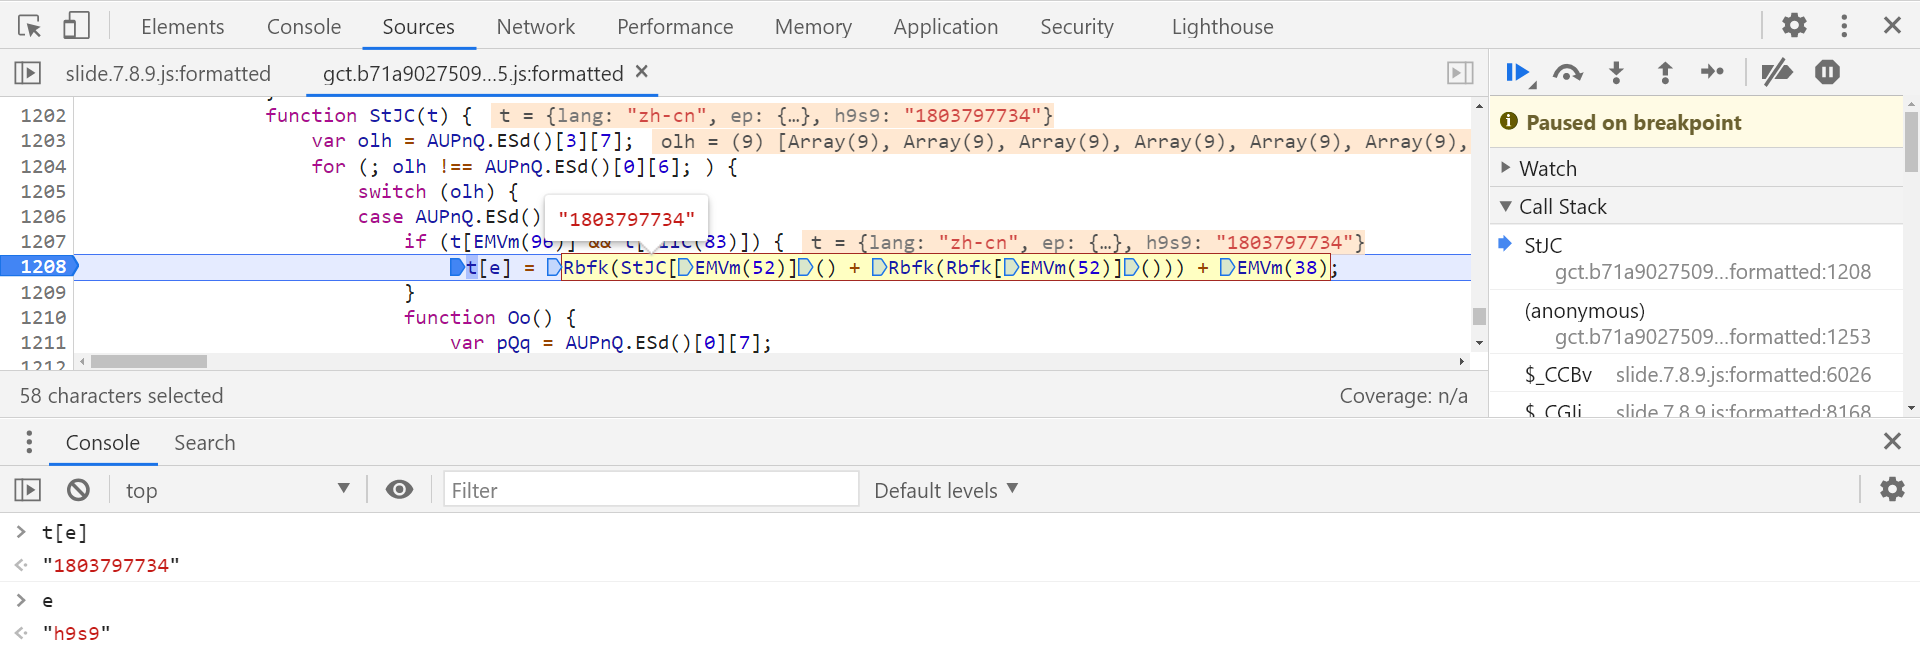 Elements Console Sources Network Performance Memory Application Security Lighthouse
slide.7.8.9.js:formatted gct.b71a9027509...5.js:formatted
1202 function StJC(t) { t = {lang: "zh-cn", ep: {…}, h9s9: "1803797734"}
1203 var olh = AUPnQ.ESd()[3][7]; olh = (9) [Array(9), Array(9), Array(9), Array(9), Array(9), Array(9),
1204 for (; olh !== AUPnQ.ESd()[0][6]; ) {
1205 switch (olh) {
1206 case AUPnQ.ESd()
"1803797734"
1207 if (t[EMVm(96)] && t[EMVm(83)]) { t = {lang: "zh-cn", ep: {…}, h9s9: "1803797734"}
1208 t[e] = Rbfk(StJC[EMVm(52)]() + Rbfk(Rbfk[EMVm(52)]())) + EMVm(38);
1209 }
1210 function Oo() {
1211 var pQq = AUPnQ.ESd()[0][7];
1212
58 characters selected Coverage: n/a
Paused on breakpoint
Watch
Call Stack
StJC
gct.b71a9027509…formatted:1208
(anonymous)
gct.b71a9027509…formatted:1253
$_CCBv slide.7.8.9.js:formatted:6026
$_CGIi slide.7.8.9.js:formatted:8168
Console Search
top Filter Default levels
> t[e]
"1803797734"
> e
"h9s9"